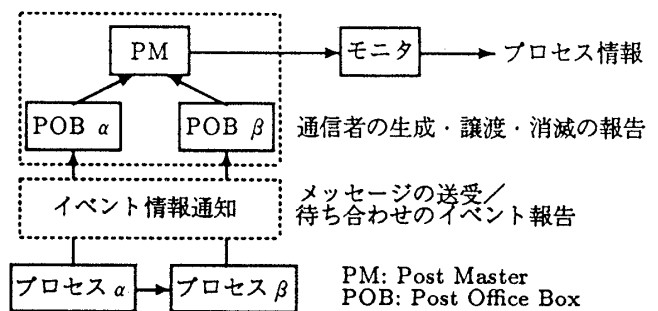 PM
モニタ
プロセス情報
POB α
POB β
通信者の生成・譲渡・消滅の報告
イベント情報通知
メッセージの送受／
待ち合わせのイベント報告
プロセス α
プロセス β
PM: Post Master
POB: Post Office Box